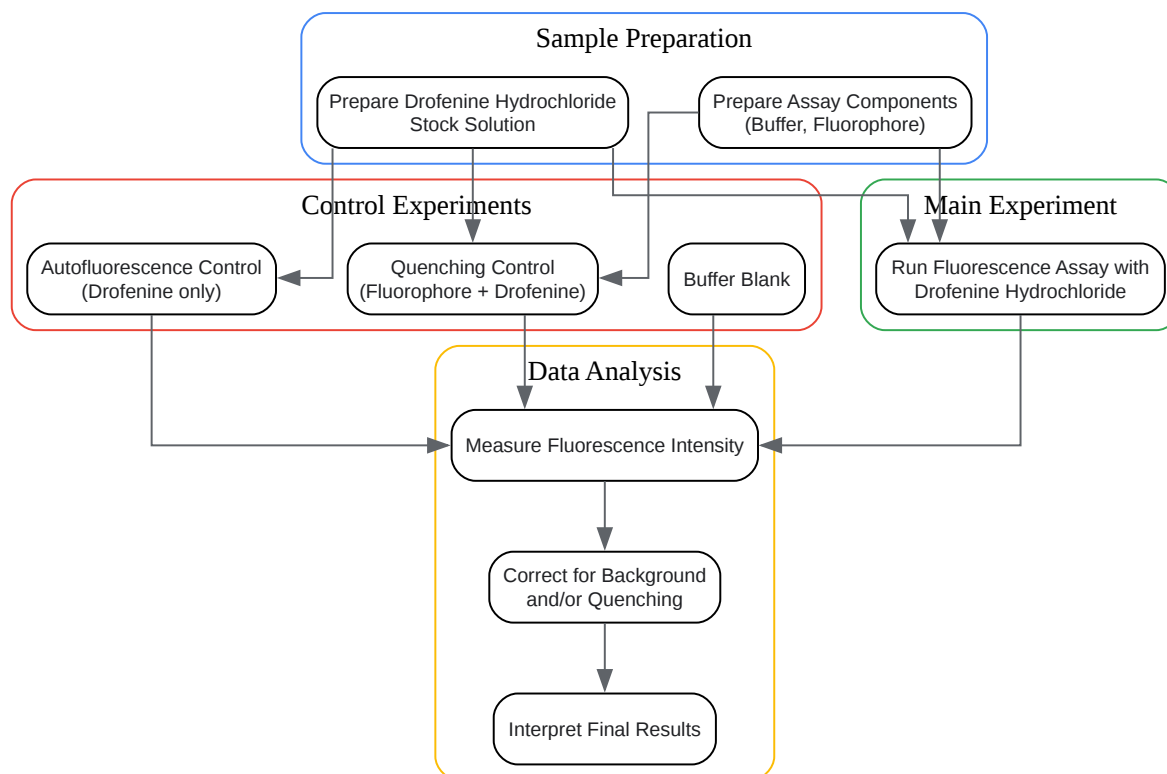 Sample Preparation
Prepare Drofenine Hydrochloride
Stock Solution
Prepare Assay Components
(Buffer, Fluorophore)
Control Experiments
Main Experiment
Autofluorescence Control
(Drofenine only)
Quenching Control
(Fluorophore + Drofenine)
Buffer Blank
Run Fluorescence Assay with
Drofenine Hydrochloride
Data Analysis
Measure Fluorescence Intensity
Correct for Background
and/or Quenching
Interpret Final Results